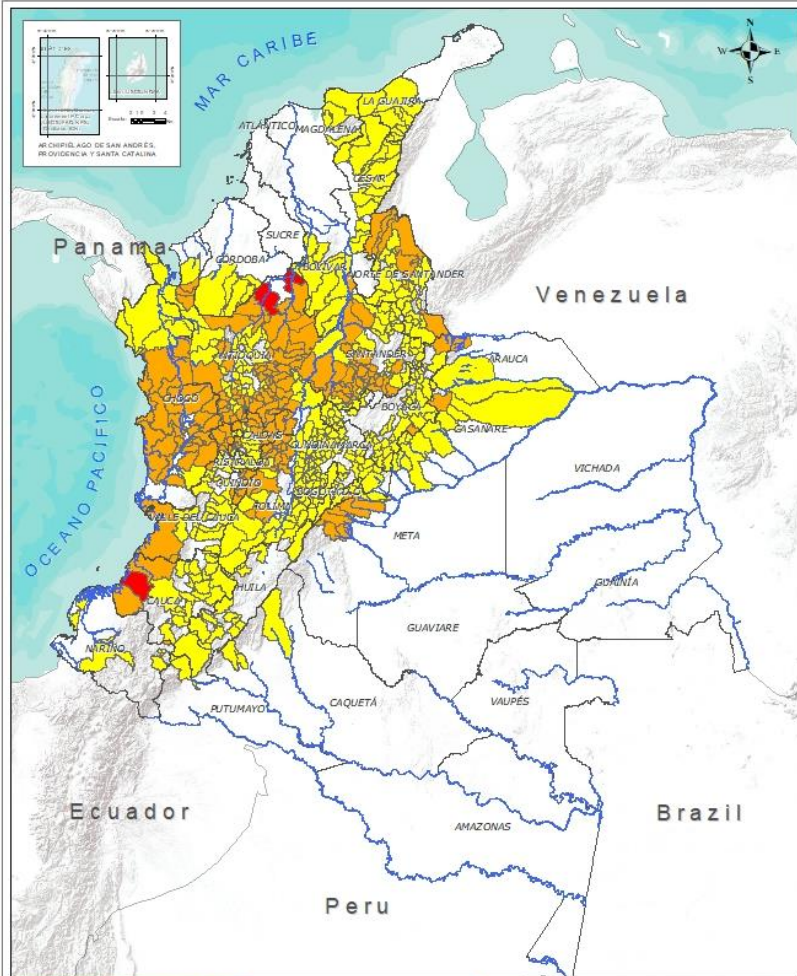 MAR CARIBE
N
W
E
S
ARCHIPIÉLAGO DE SAN ANDRÉS,
PROVIDENCIA Y SANTA CATALINA
LA GUAJIRA
ATLÁNTICO
MAGDALENA
CESAR
SUCRE
Panama
CÓRDOBA
BOLÍVAR
NORTE DE SANTANDER
Venezuela
ANTIOQUIA
SANTANDER
ARAUCA
CHOCÓ
BOYACÁ
OCEANO PACIFICO
CASANARE
CALDAS
CUNDINAMARCA
RISARALDA
VICHADA
QUINDÍO
TOLIMA
VALLE DEL CAUCA
META
GUAINÍA
HUILA
CAUCA
GUAVIARE
NARIÑO
PUTUMAYO
CAQUETÁ
VAUPÉS
Ecuador
Brazil
AMAZONAS
Peru